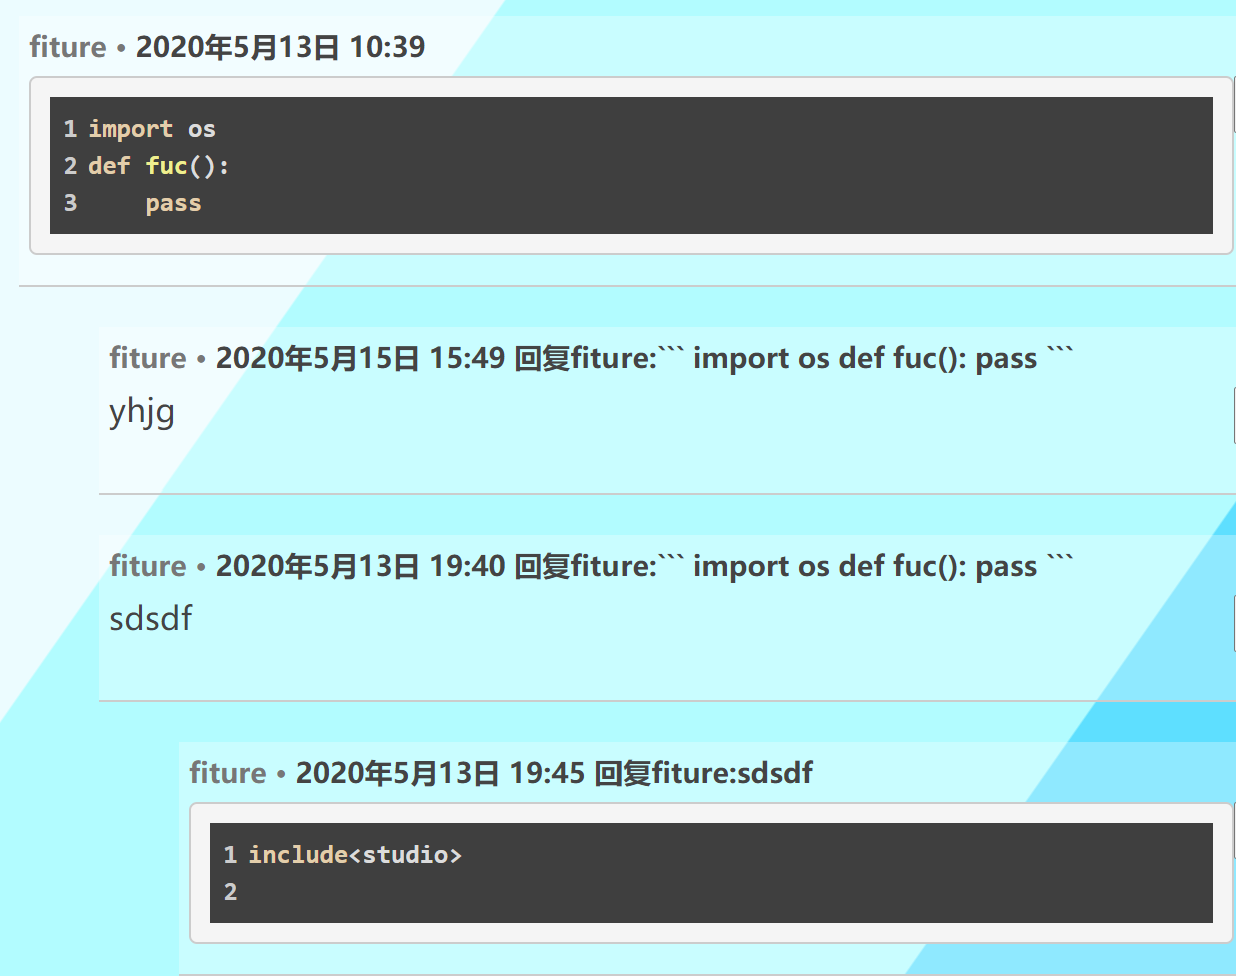 fiture • 2020年5月13日 10:39
1 import os
2 def fuc():
3     pass
fiture • 2020年5月15日 15:49 回复fiture:``` import os def fuc(): pass ```
yhjg
fiture • 2020年5月13日 19:40 回复fiture:``` import os def fuc(): pass ```
sdsdf
fiture • 2020年5月13日 19:45 回复fiture:sdsdf
1 include<studio>
2